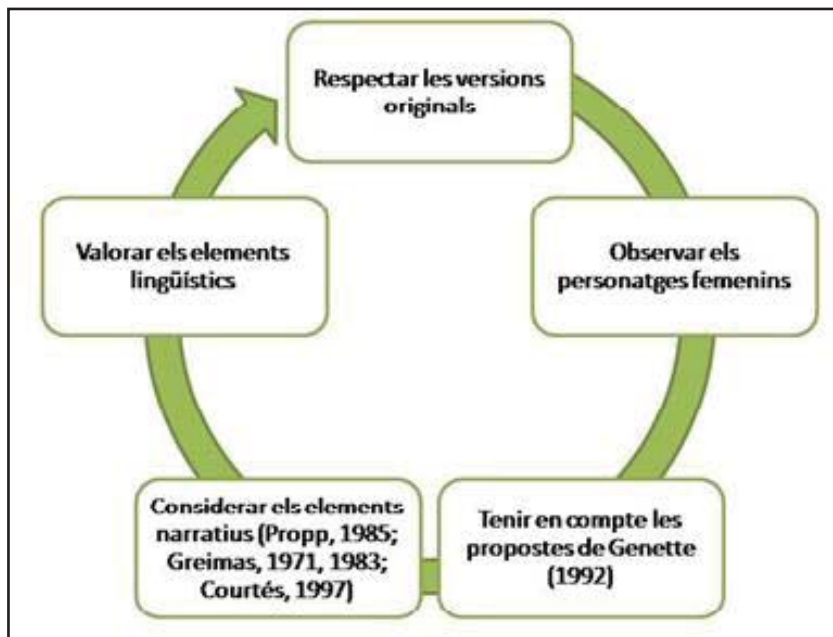 Respectar les versions
originals
Observar els
personatges femenins
Tenir en compte les
propostes de Genette
(1992)
Considerar els elements
narratius (Propp, 1985;
Greimas, 1971, 1983;
Courtés, 1997)
Valorar els elements
lingüístics